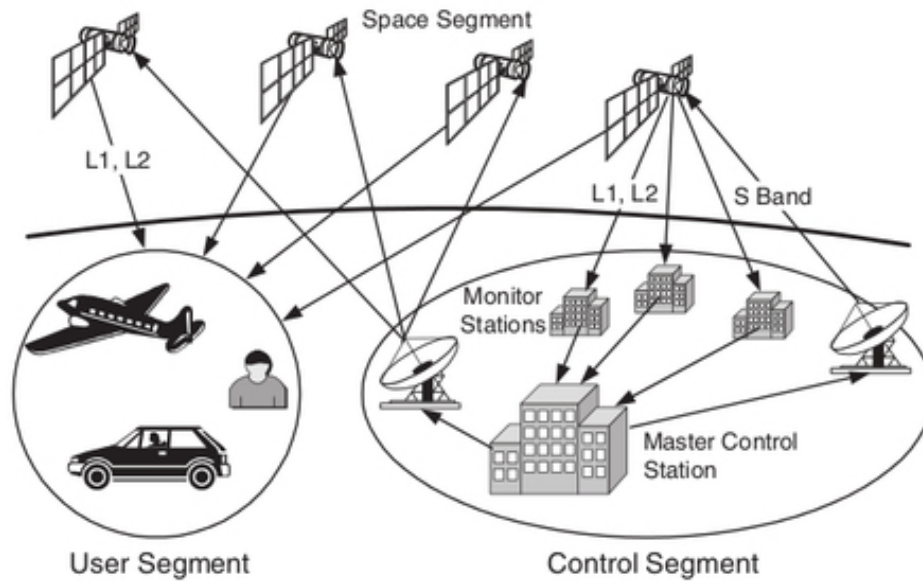 Space Segment
L1, L2
L1, L2
S Band
Monitor
Stations
Master Control
Station
User Segment
Control Segment